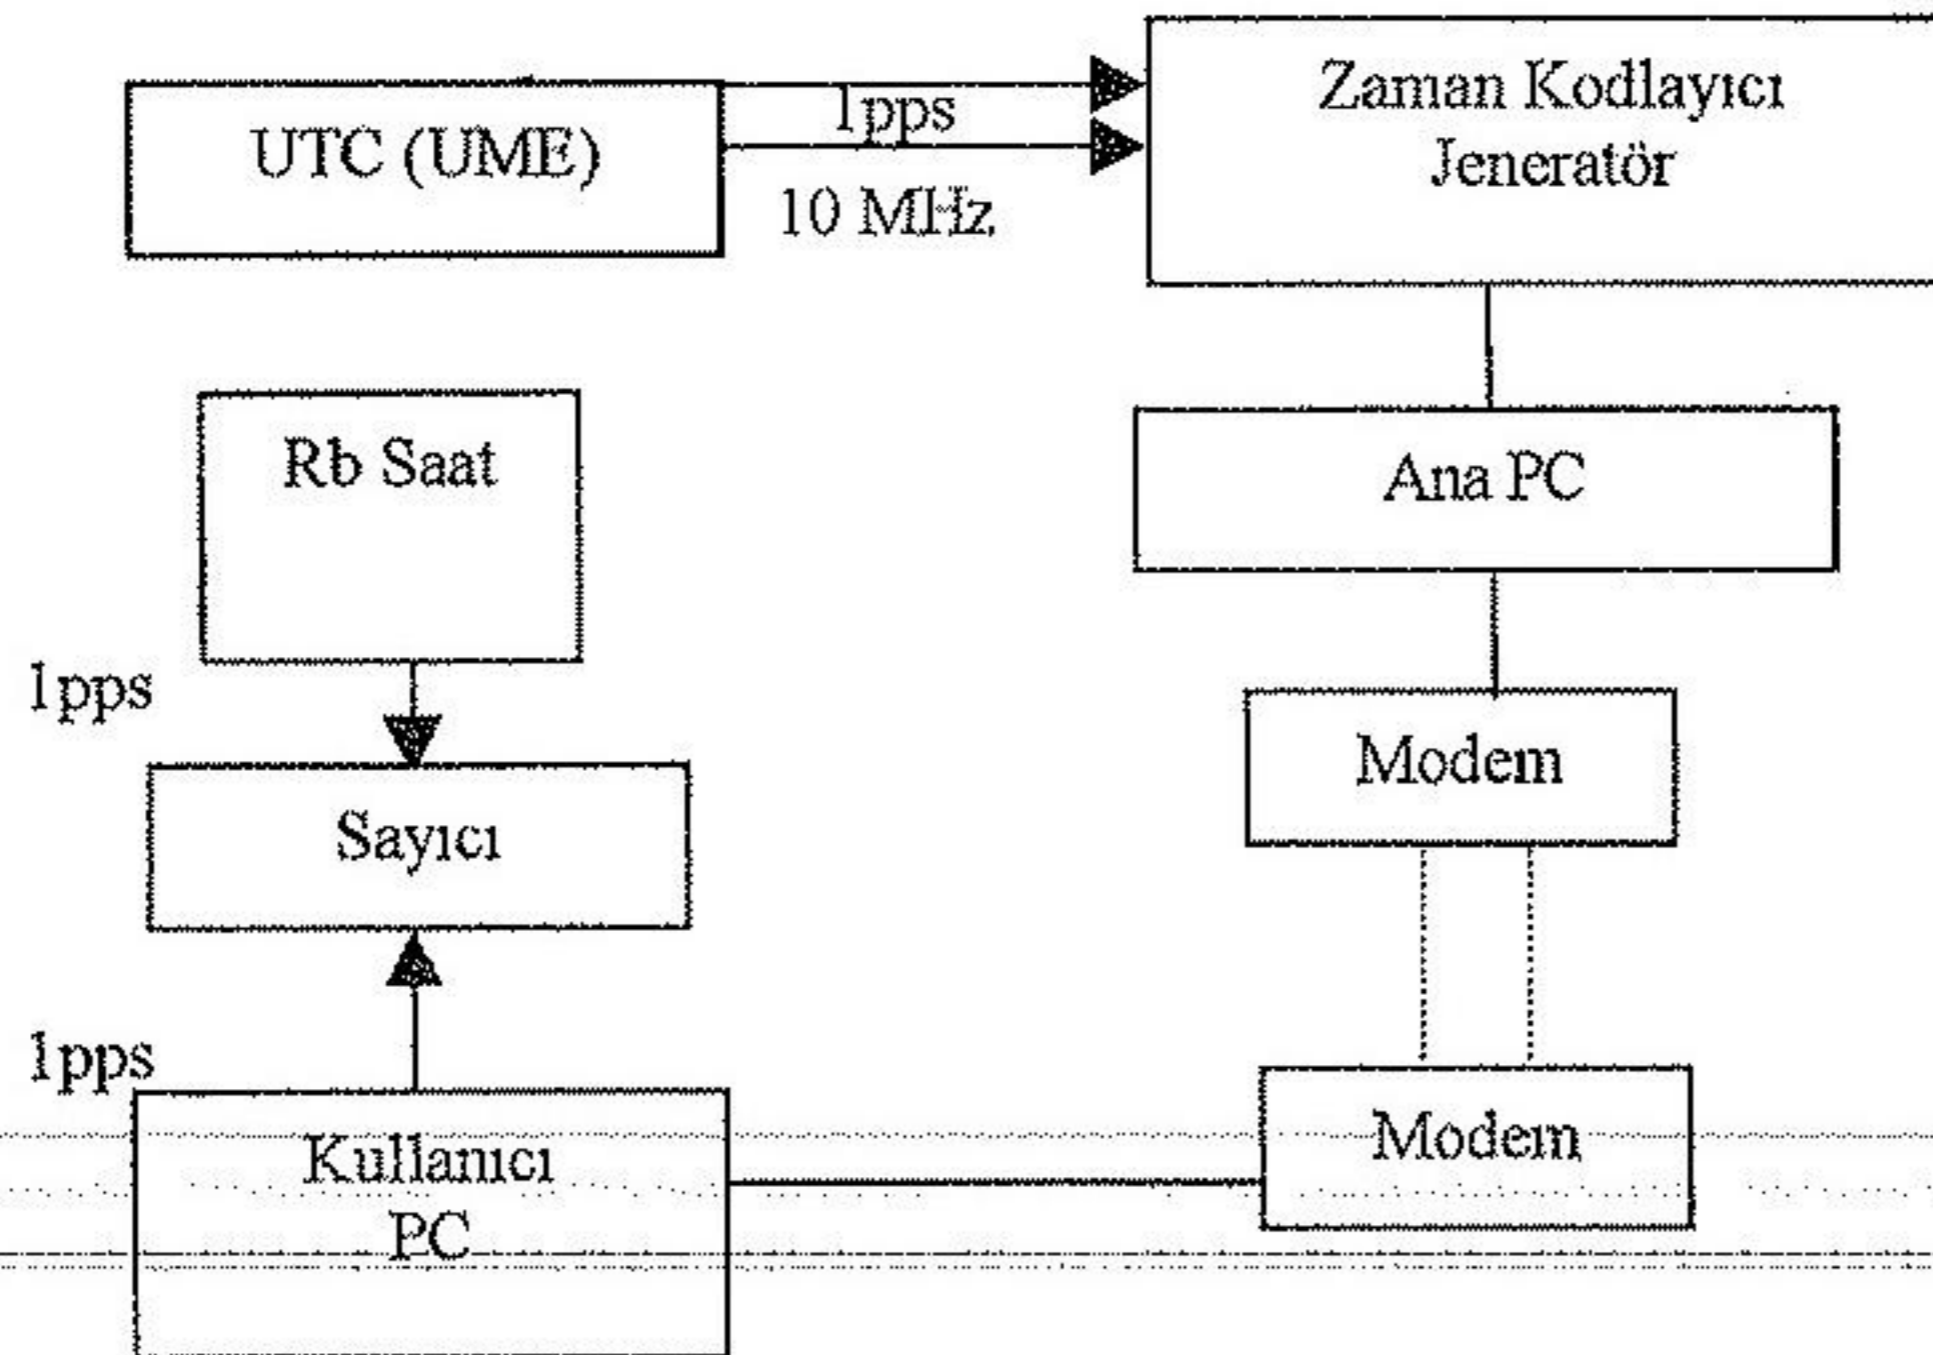 UTC (UME)
1pps
10 MHz
Zaman Kodlayıcı
Jeneratör
Rb Saat
Ana PC
1pps
Modem
Sayıcı
1pps
Kullanıcı
PC
Modem